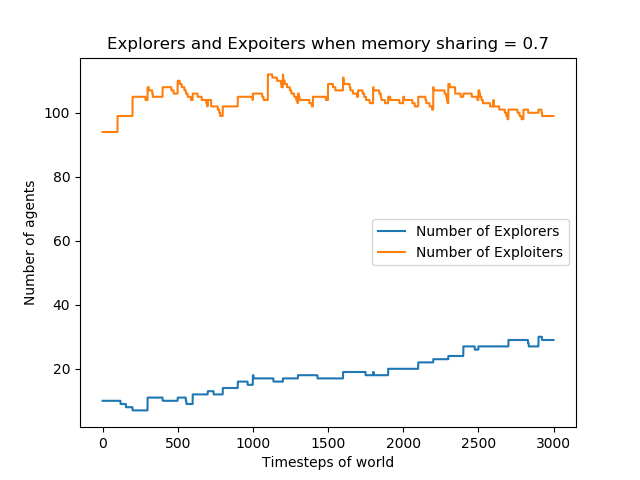 Explorers and Expoiters when memory sharing = 0.7
Number of agents
100
80
60
40
20
Number of Explorers
Number of Exploiters
0 500 1000 1500 2000 2500 3000
Timesteps of world